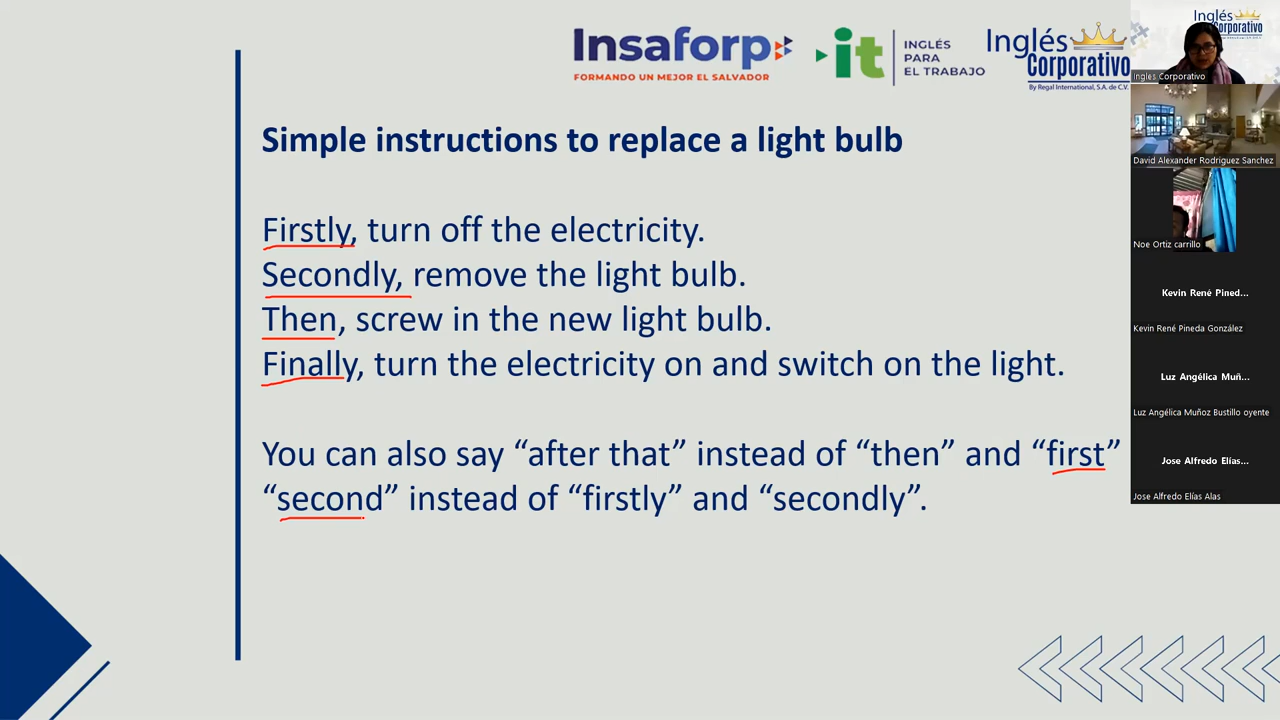 Insaforp
FORMANDO UN MEJOR EL SALVADOR
it
INGLÉS
PARA
EL TRABAJO
Inglés
Corporativo
By Regal International, S.A. de C.V.
Simple instructions to replace a light bulb
Firstly, turn off the electricity.
Secondly, remove the light bulb.
Then, screw in the new light bulb.
Finally, turn the electricity on and switch on the light.
You can also say “after that” instead of “then” and “first”
“second” instead of “firstly” and “secondly”.
Inglés
Corporativo
Ingles Corporativo
David Alexander Rodriguez Sanchez
Noe Ortiz carrillo
Kevin René Pined...
Kevin René Pineda González
Luz Angélica Muñ...
Luz Angélica Muñoz Bustillo oyente
Jose Alfredo Elías...
Jose Alfredo Elías Alas